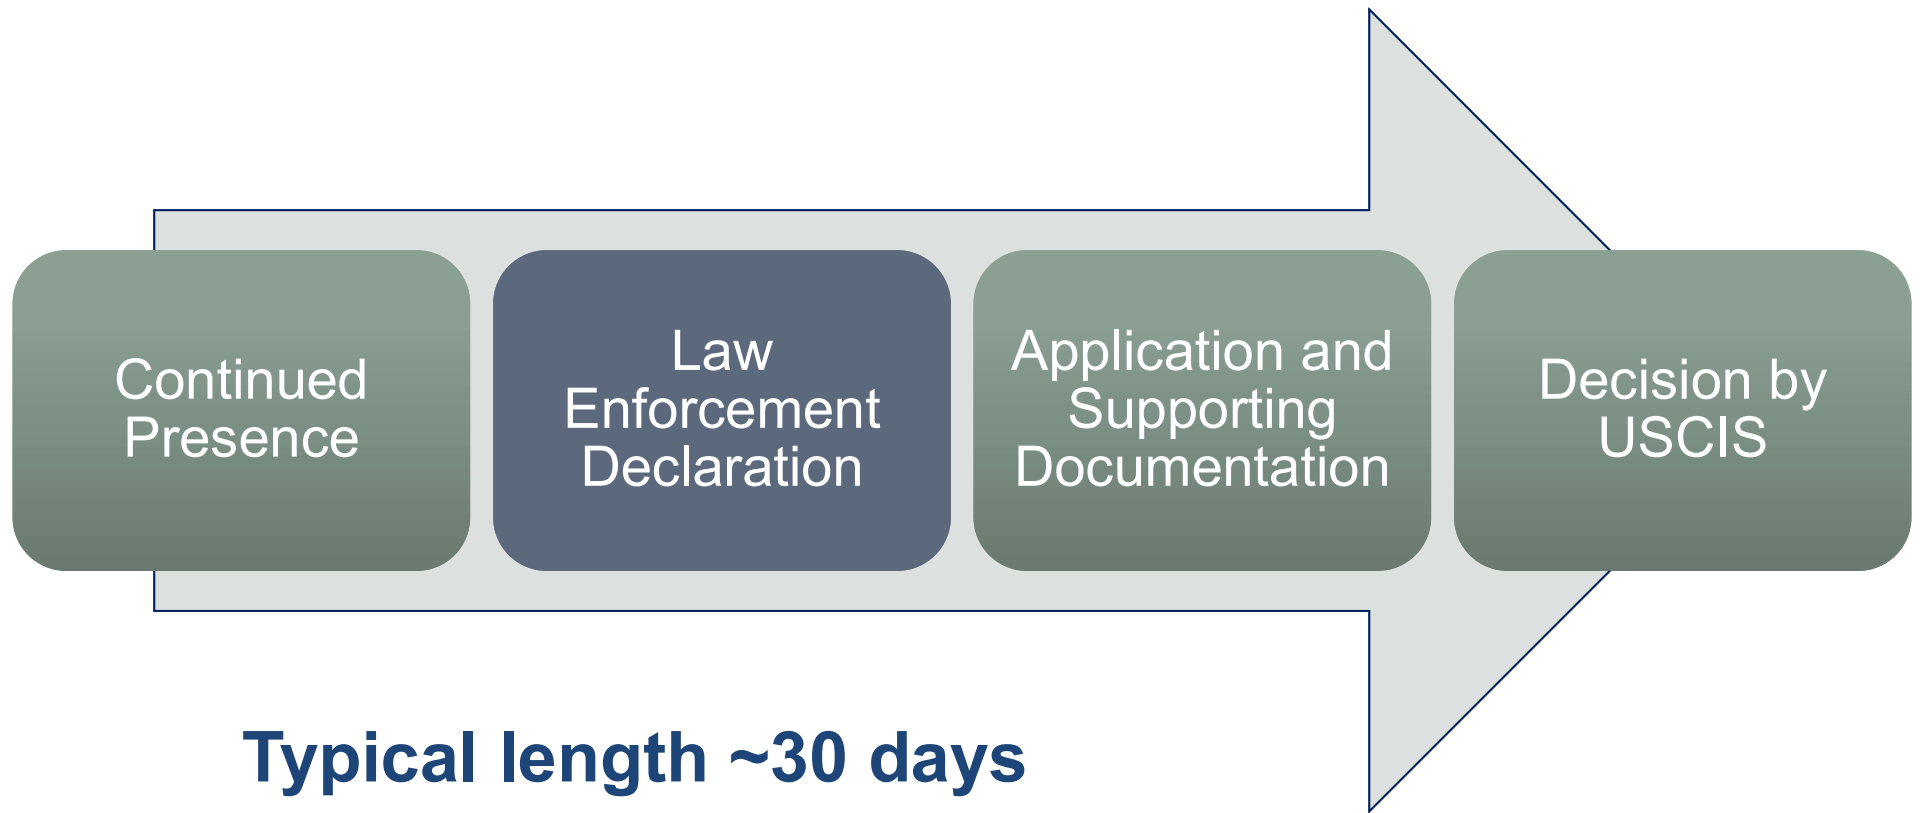 Continued
Presence
Law
Enforcement
Declaration
Application and
Supporting
Documentation
Decision by
USCIS
Typical length ~30 days